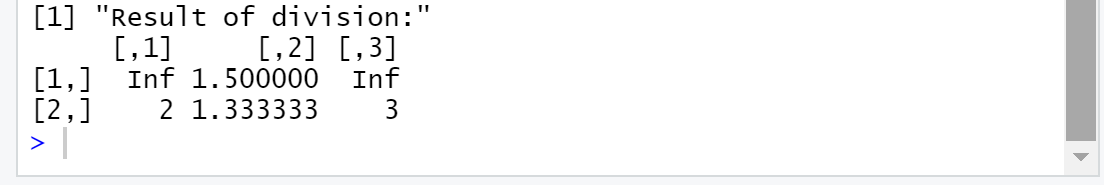 [1] "Result of division:"
     [,1]     [,2] [,3]
[1,]  Inf 1.500000  Inf
[2,]    2 1.333333    3
>